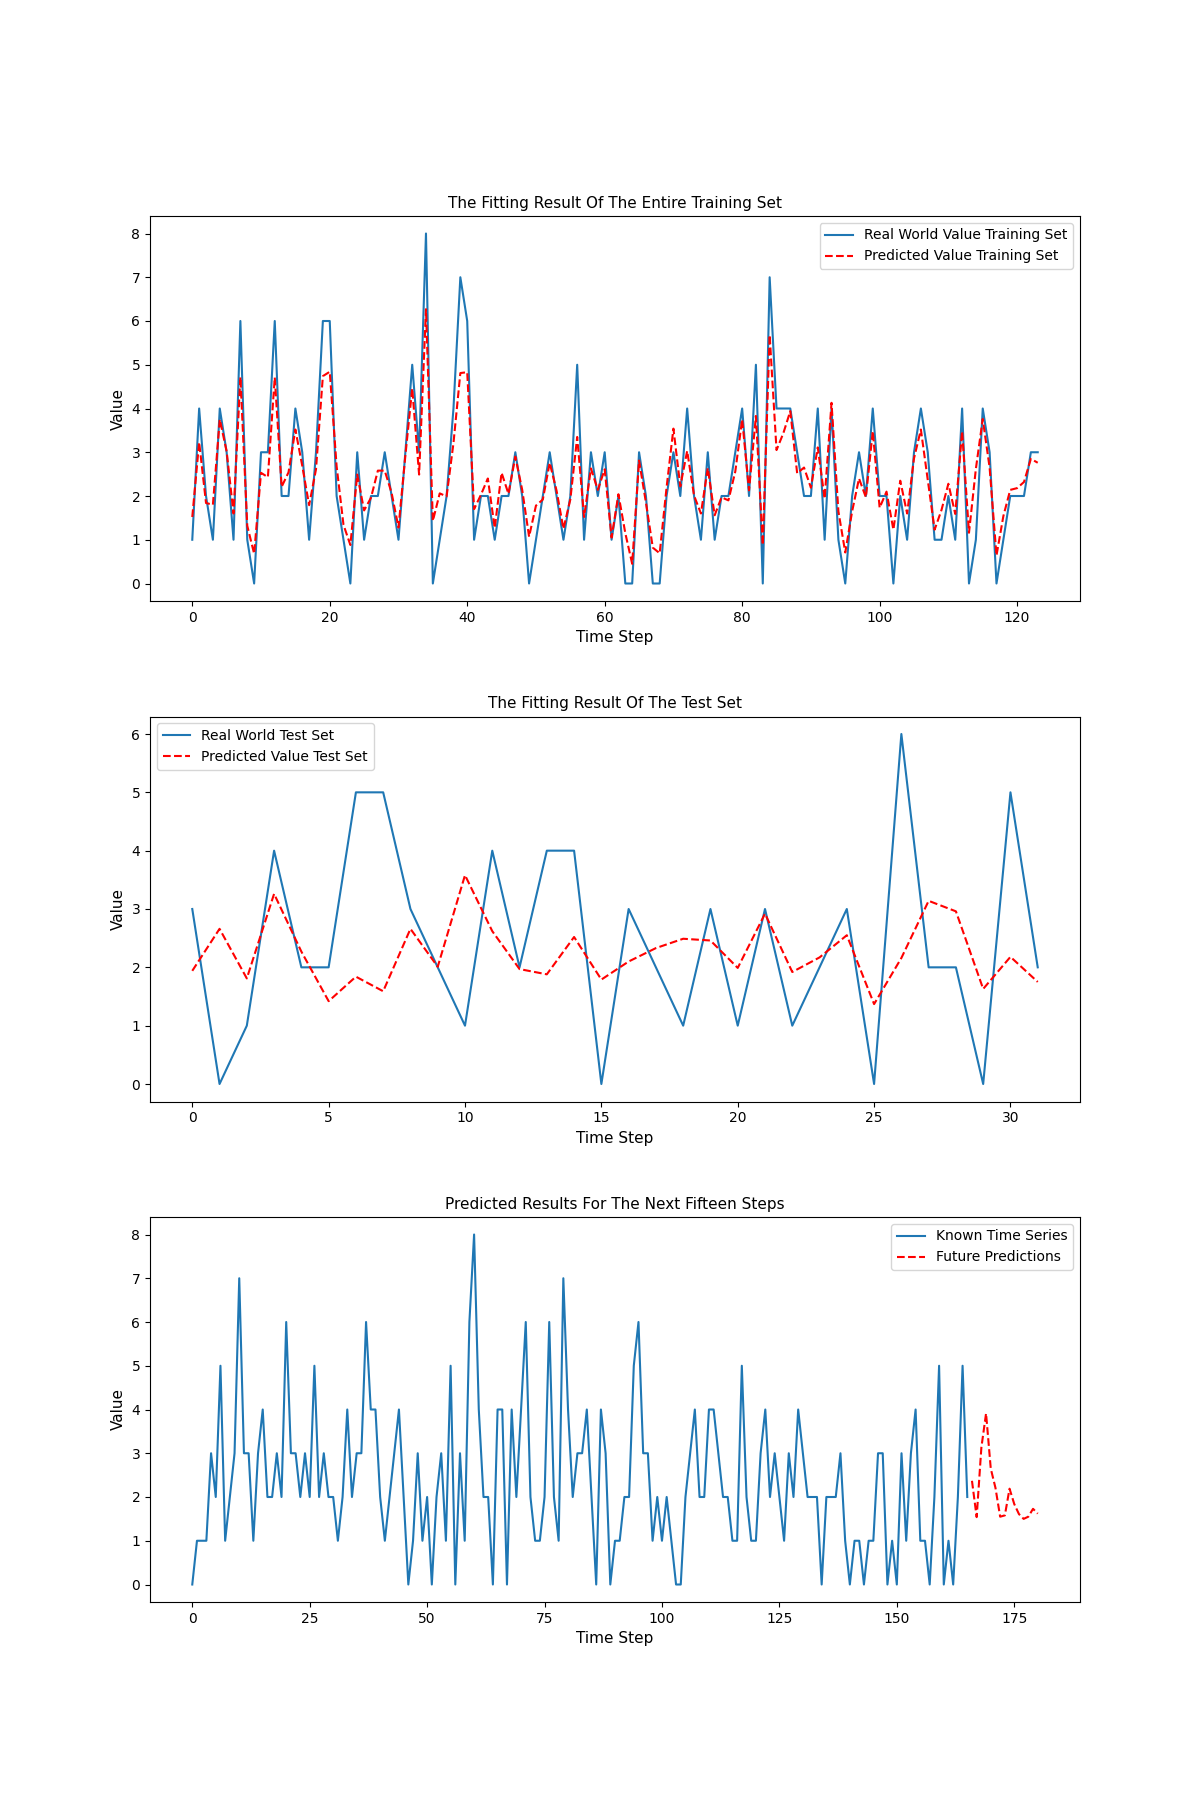 The Fitting Result Of The Entire Training Set
Real World Value Training Set
Predicted Value Training Set
8
7
6
5
4
3
2
1
0
Value
0 20 40 60 80 100 120
Time Step
The Fitting Result Of The Test Set
Real World Test Set
Predicted Value Test Set
6
5
4
3
2
1
0
Value
0 5 10 15 20 25 30
Time Step
Predicted Results For The Next Fifteen Steps
Known Time Series
Future Predictions
8
7
6
5
4
3
2
1
0
Value
0 25 50 75 100 125 150 175
Time Step